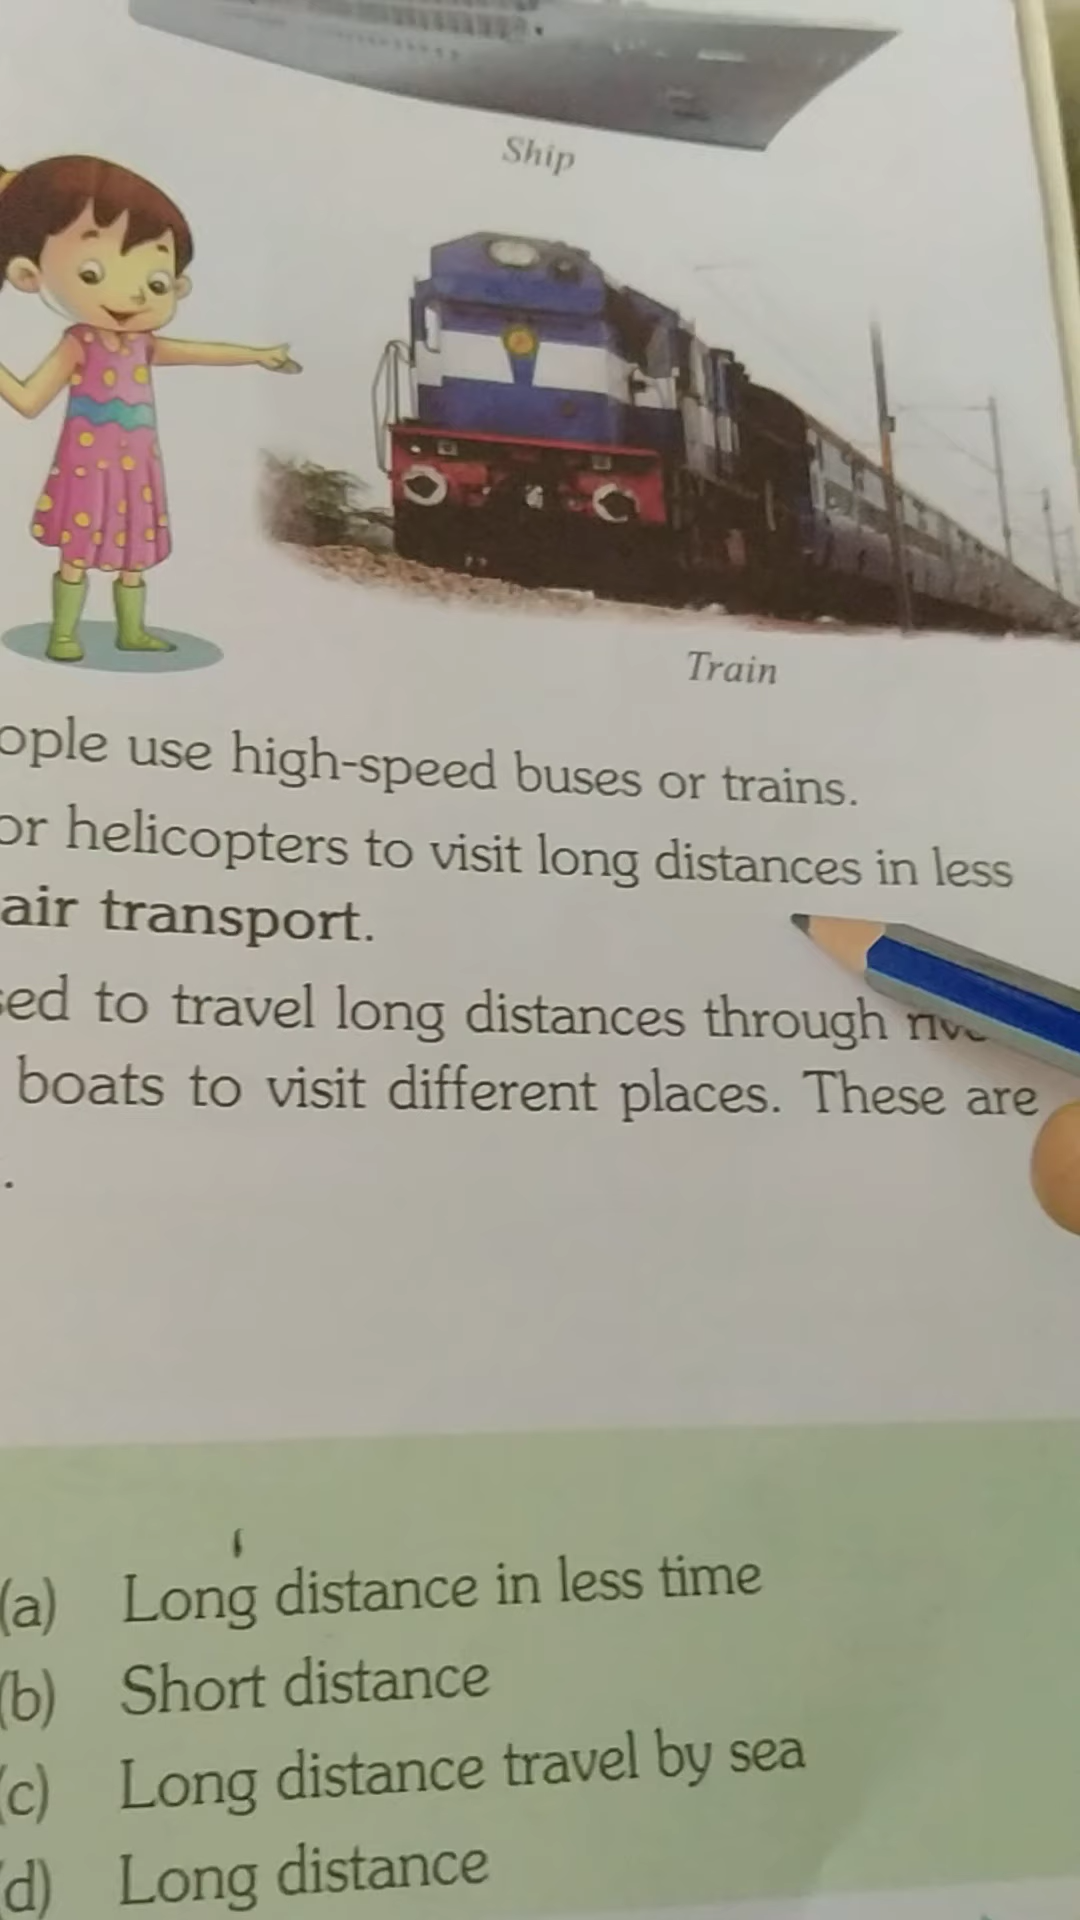 Ship
Train
use high-speed buses or trains.
or helicopters to visit long distances in less
air transport.
to travel long distances through
boats to visit different places. These are
.
(a) Long distance in less time
(b) Short distance
(c) Long distance travel by sea
(d) Long distance